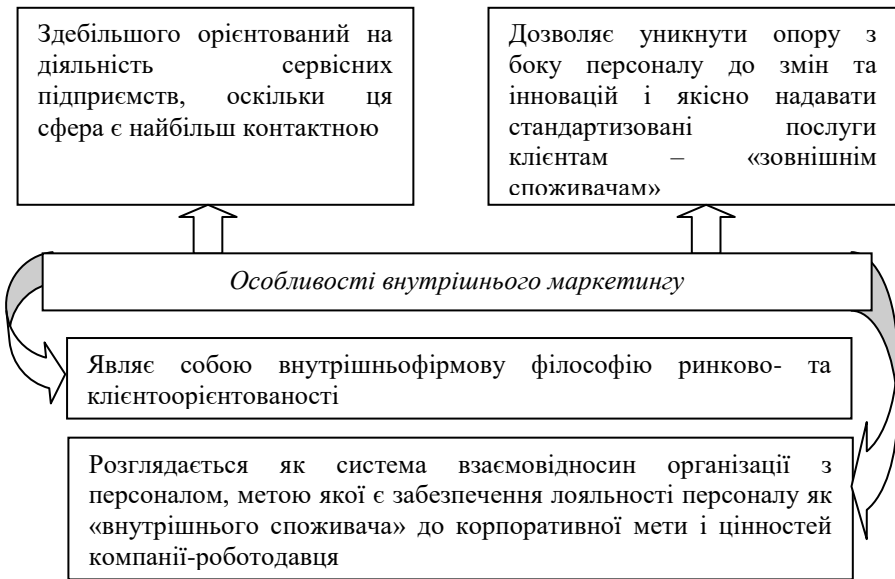 Здебільшого орієнтований на
діяльність сервісних
підприємств, оскільки ця
сфера є найбільш контактною
Дозволяє уникнути опору з
боку персоналу до змін та
інновацій і якісно надавати
стандартизовані послуги
клієнтам – «зовнішнім
споживачам»
Особливості внутрішнього маркетингу
Являє собою внутрішньофірмову філософію ринково- та
клієнтоорієнтованості
Розглядається як система взаємовідносин організації з
персоналом, метою якої є забезпечення лояльності персоналу як
«внутрішнього споживача» до корпоративної мети і цінностей
компанії-роботодавця